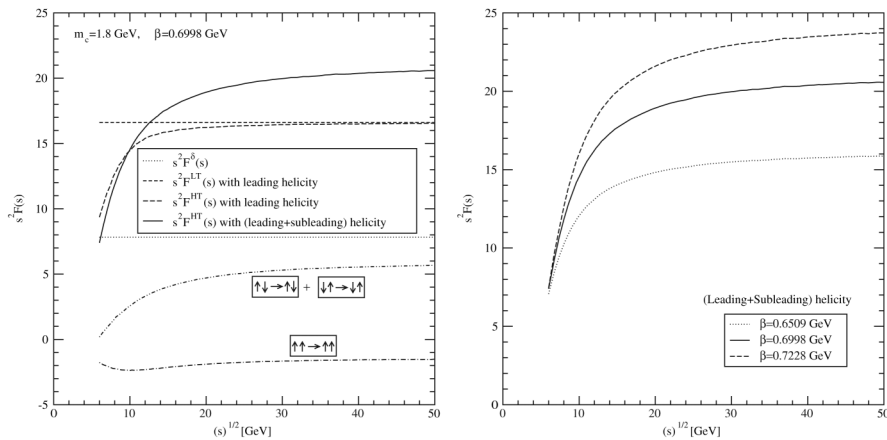 m_c=1.8 GeV, β=0.6998 GeV
s²F(s)
25
20
15
10
5
0
-5
s²F^δ(s)
s²F^LT(s) with leading helicity
s²F^HT(s) with leading helicity
s²F^HT(s) with (leading+subleading) helicity
↑↓→↑↓ + ↓↑→↓↑
↑↑→↑↑
0 10 20 30 40 50
(s)^1/2 [GeV]
s²F(s)
25
20
15
10
5
0
(Leading+Subleading) helicity
β=0.6509 GeV
β=0.6998 GeV
β=0.7228 GeV
0 10 20 30 40 50
(s)^1/2 [GeV]